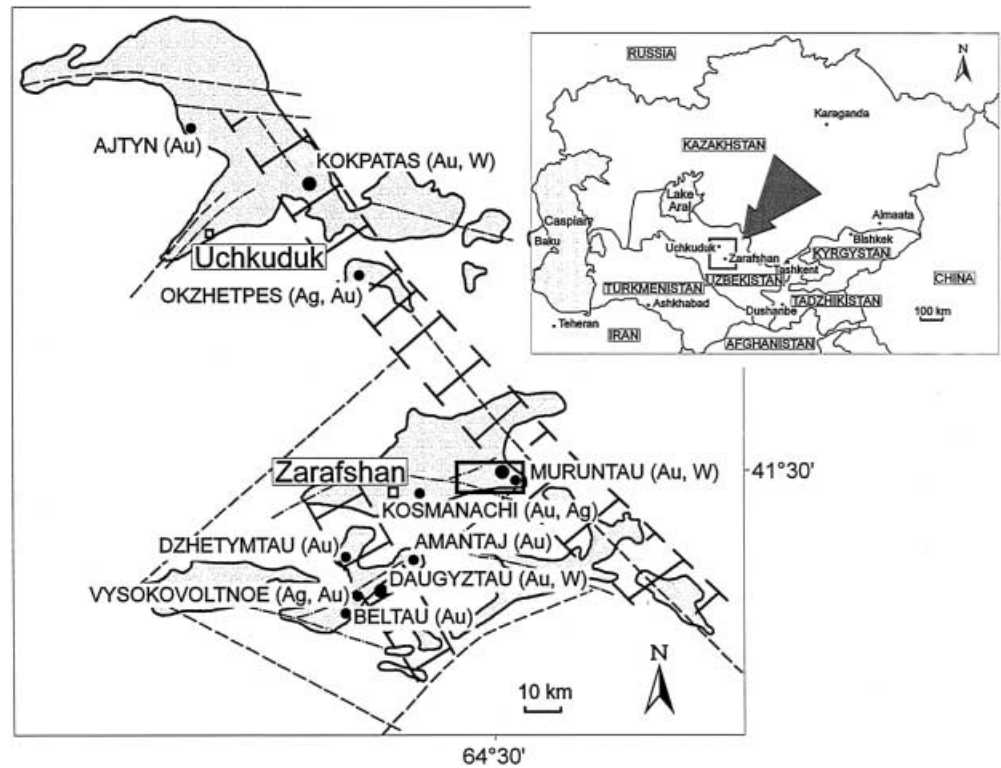 AJTYN (Au)
KOKPATAS (Au, W)
Uchkuduk
OKZHETPES (Ag, Au)
Zarafshan
MURUNTAU (Au, W)
KOSMANACHI (Au, Ag)
DZHETYMTAU (Au)
AMANTAJ (Au)
DAUGYZTAU (Au, W)
VYSOKOVOLTNOE (Ag, Au)
BELTAU (Au)
N
10 km
41°30'
64°30'
RUSSIA
N
Karaganda
KAZAKHSTAN
Lake
Aral
Caspian
Baku
Almaata
Bishkek
Uchkuduk
Zarafshan
KYRGYSTAN
Tashkent
UZBEKISTAN
CHINA
TURKMENISTAN
Ashkhabad
TADZHIKISTAN
Dushanbe
Teheran
IRAN
AFGHANISTAN
100 km